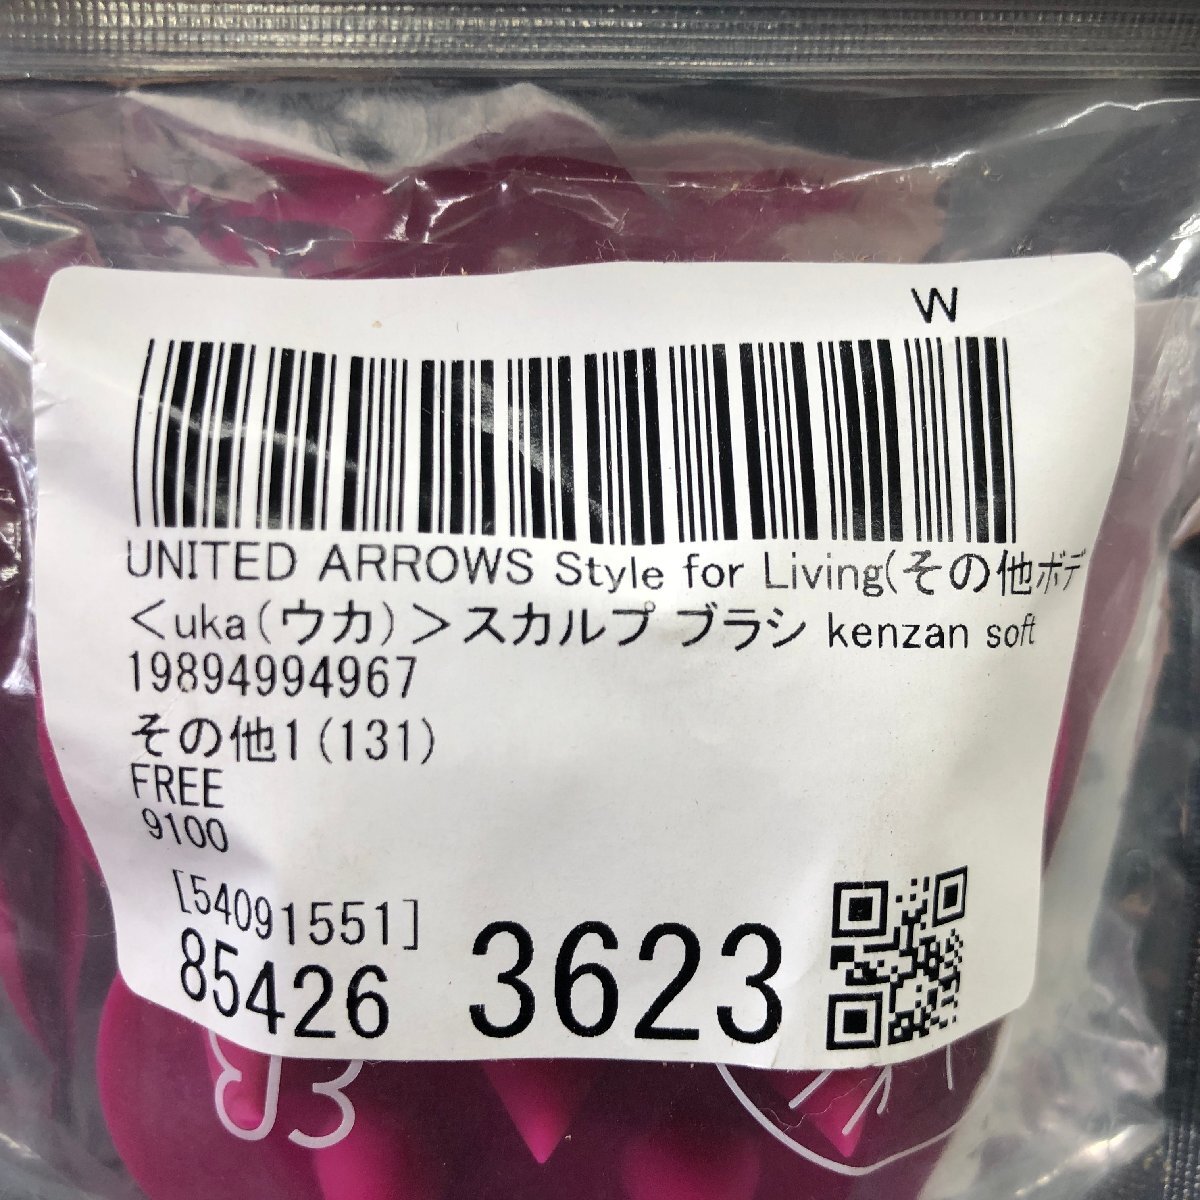 W
UNITED ARROWS Style for Living(その他ボデ
<uka(ウカ)>スカルプ ブラシ kenzan soft
19894994967
その他1(131)
FREE
9100
[54091551]
85426 3623